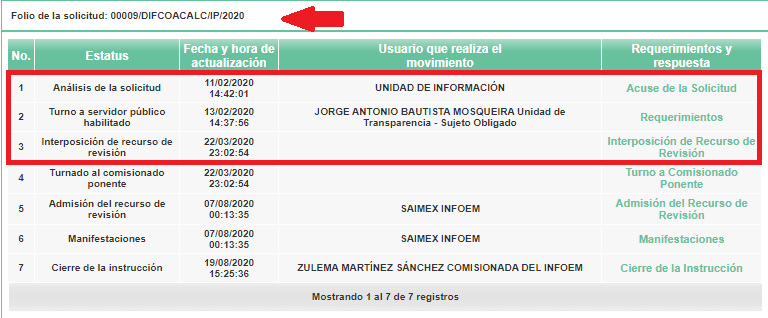 Folio de la solicitud: 00009/DIFCOACALC/IP/2020
No. Estatus Fecha y hora de actualización Usuario que realiza el movimiento Requerimientos y respuesta
1 Análisis de la solicitud 11/02/2020 14:42:01 UNIDAD DE INFORMACIÓN Acuse de la Solicitud
2 Turno a servidor público habilitado 13/02/2020 14:37:56 JORGE ANTONIO BAUTISTA MOSQUEIRA Unidad de Transparencia - Sujeto Obligado Requerimientos
3 Interposición de recurso de revisión 22/03/2020 23:02:54 Interposición de Recurso de Revisión
4 Turnado al comisionado ponente 22/03/2020 23:02:54 Turno a Comisionado Ponente
5 Admisión del recurso de revisión 07/08/2020 00:13:35 SAIMEX INFOEM Admisión del Recurso de Revisión
6 Manifestaciones 07/08/2020 00:13:35 SAIMEX INFOEM Manifestaciones
7 Cierre de la instrucción 19/08/2020 15:25:36 ZULEMA MARTÍNEZ SÁNCHEZ COMISIONADA DEL INFOEM Cierre de la Instrucción
Mostrando 1 al 7 de 7 registros